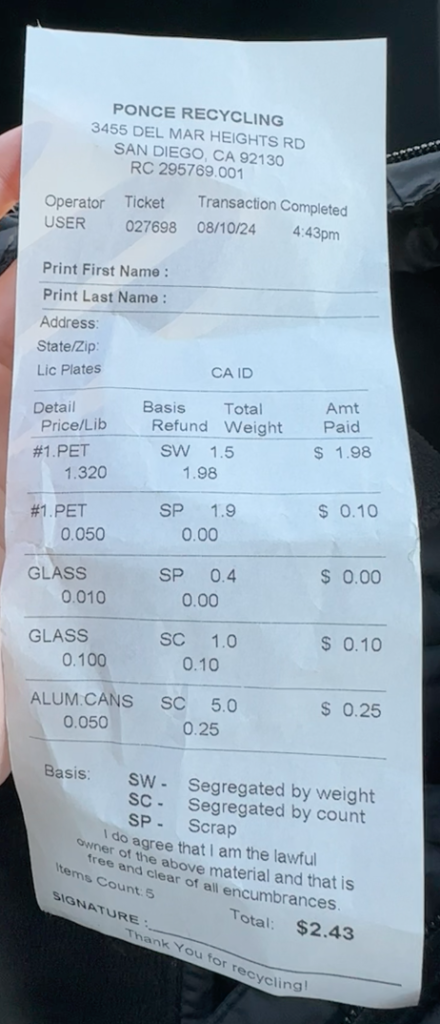 PONCE RECYCLING
3455 DEL MAR HEIGHTS RD
SAN DIEGO, CA 92130
RC 295769.001
Operator Ticket Transaction Completed
USER 027698 08/10/24 4:43pm
Print First Name :
Print Last Name :
Address:
State/Zip:
Lic Plates CA ID
Detail Basis Total Amt
Price/Lib Refund Weight Paid
#1.PET SW 1.5 $ 1.98
1.320 1.98
#1.PET SP 1.9 $ 0.10
0.050 0.00
GLASS SP 0.4 $ 0.00
0.010 0.00
GLASS SC 1.0 $ 0.10
0.100 0.10
ALUM.CANS SC 5.0 $ 0.25
0.050 0.25
Basis: SW - Segregated by weight
SC - Segregated by count
SP - Scrap
I do agree that I am the lawful
owner of the above material and that is
free and clear of all encumbrances.
Items Count: 5 Total: $2.43
SIGNATURE :
Thank You for recycling!